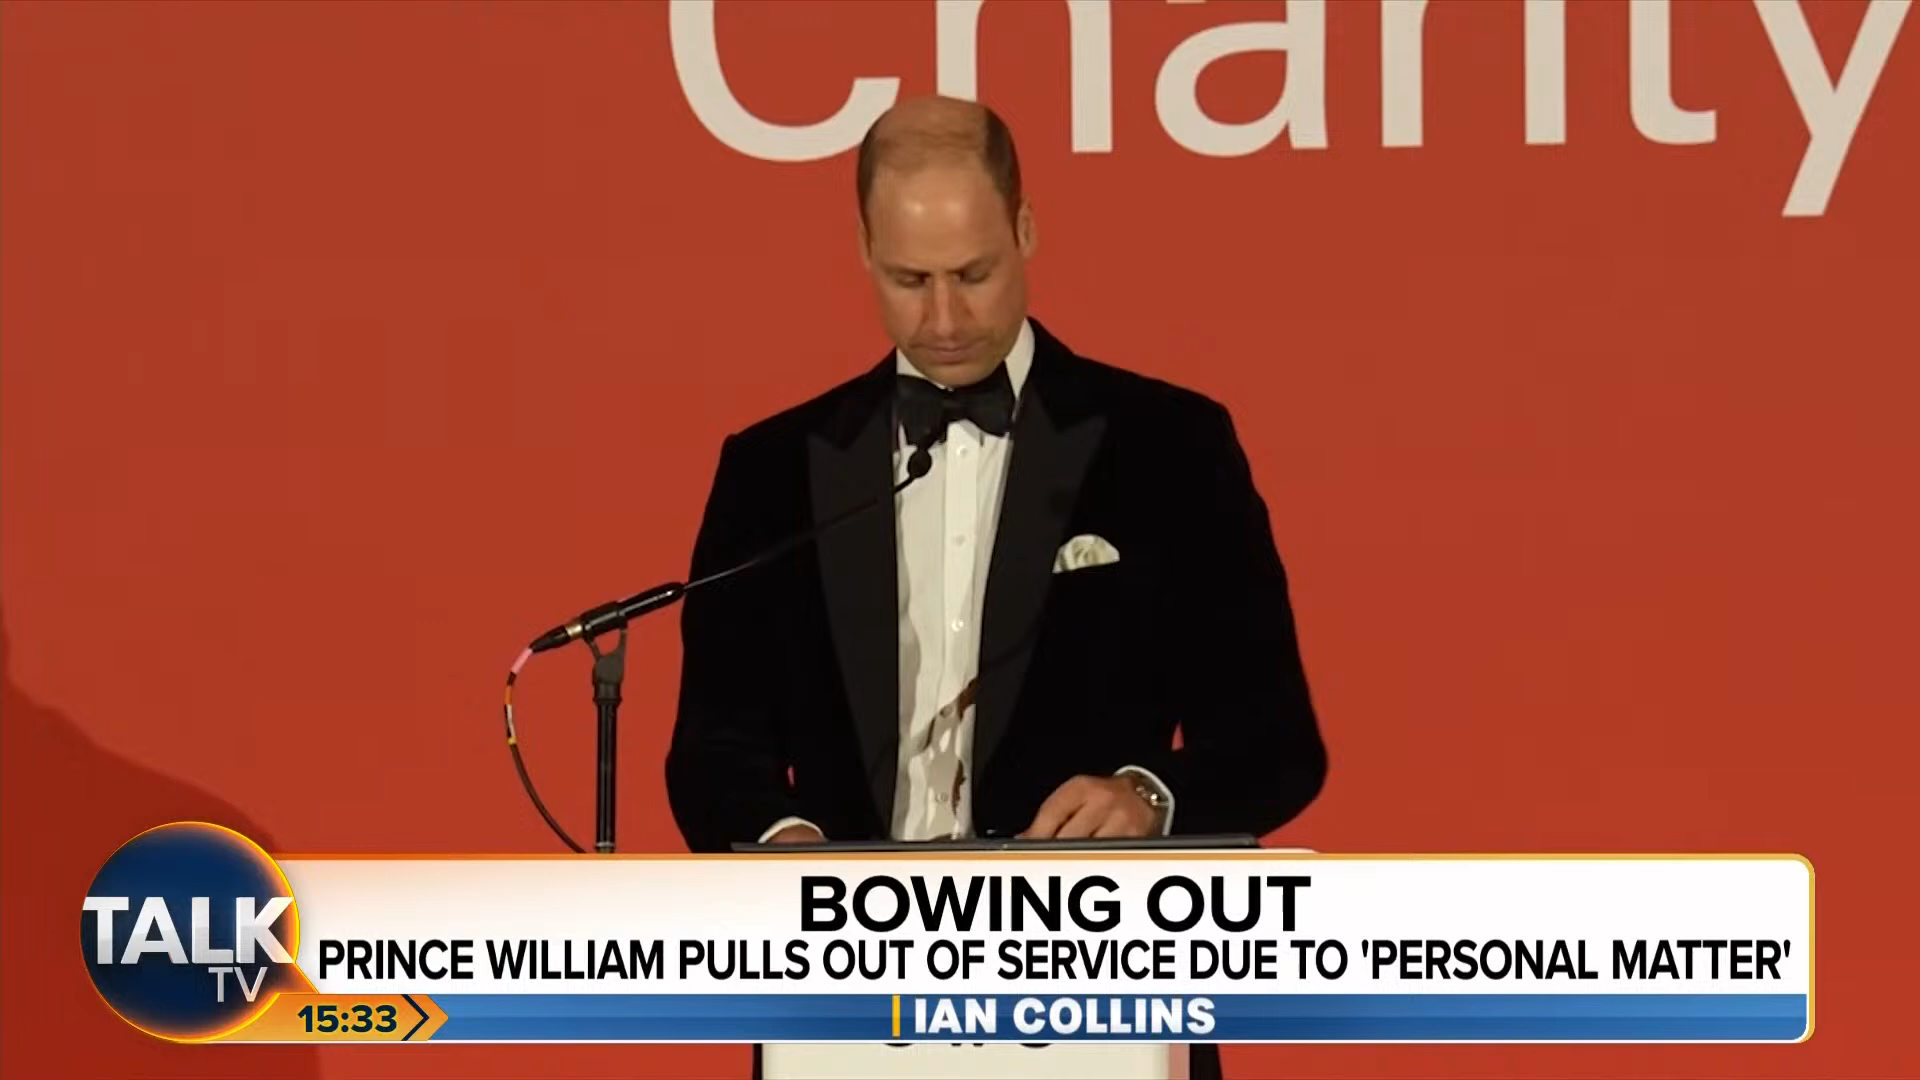 Charity
BOWING OUT
PRINCE WILLIAM PULLS OUT OF SERVICE DUE TO 'PERSONAL MATTER'
TALK
TV
15:33
IAN COLLINS